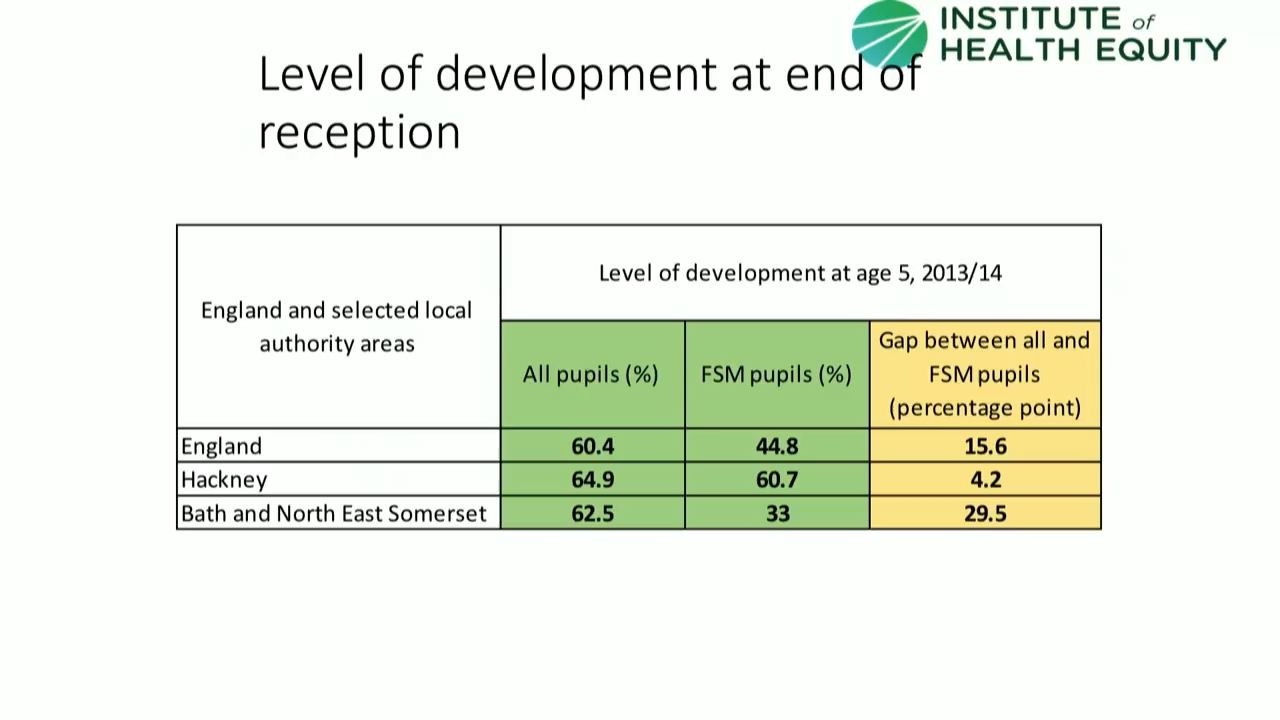 INSTITUTE of
HEALTH EQUITY
Level of development at end of
reception
England and selected local
authority areas
Level of development at age 5, 2013/14
All pupils (%)
FSM pupils (%)
Gap between all and
FSM pupils
(percentage point)
England 60.4 44.8 15.6
Hackney 64.9 60.7 4.2
Bath and North East Somerset 62.5 33 29.5